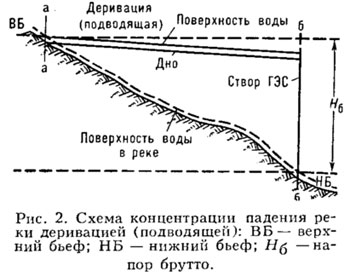 Деривация
(подводящая)
ВБ
а
б
Поверхность воды
Дно
а
Створ ГЭС
Нб
Поверхность воды
в реке
НБ
б
Рис. 2. Схема концентрации падения ре-
ки деривацией (подводящей): ВБ — верх-
ний бьеф; НБ — нижний бьеф; Нб — на-
пор брутто.